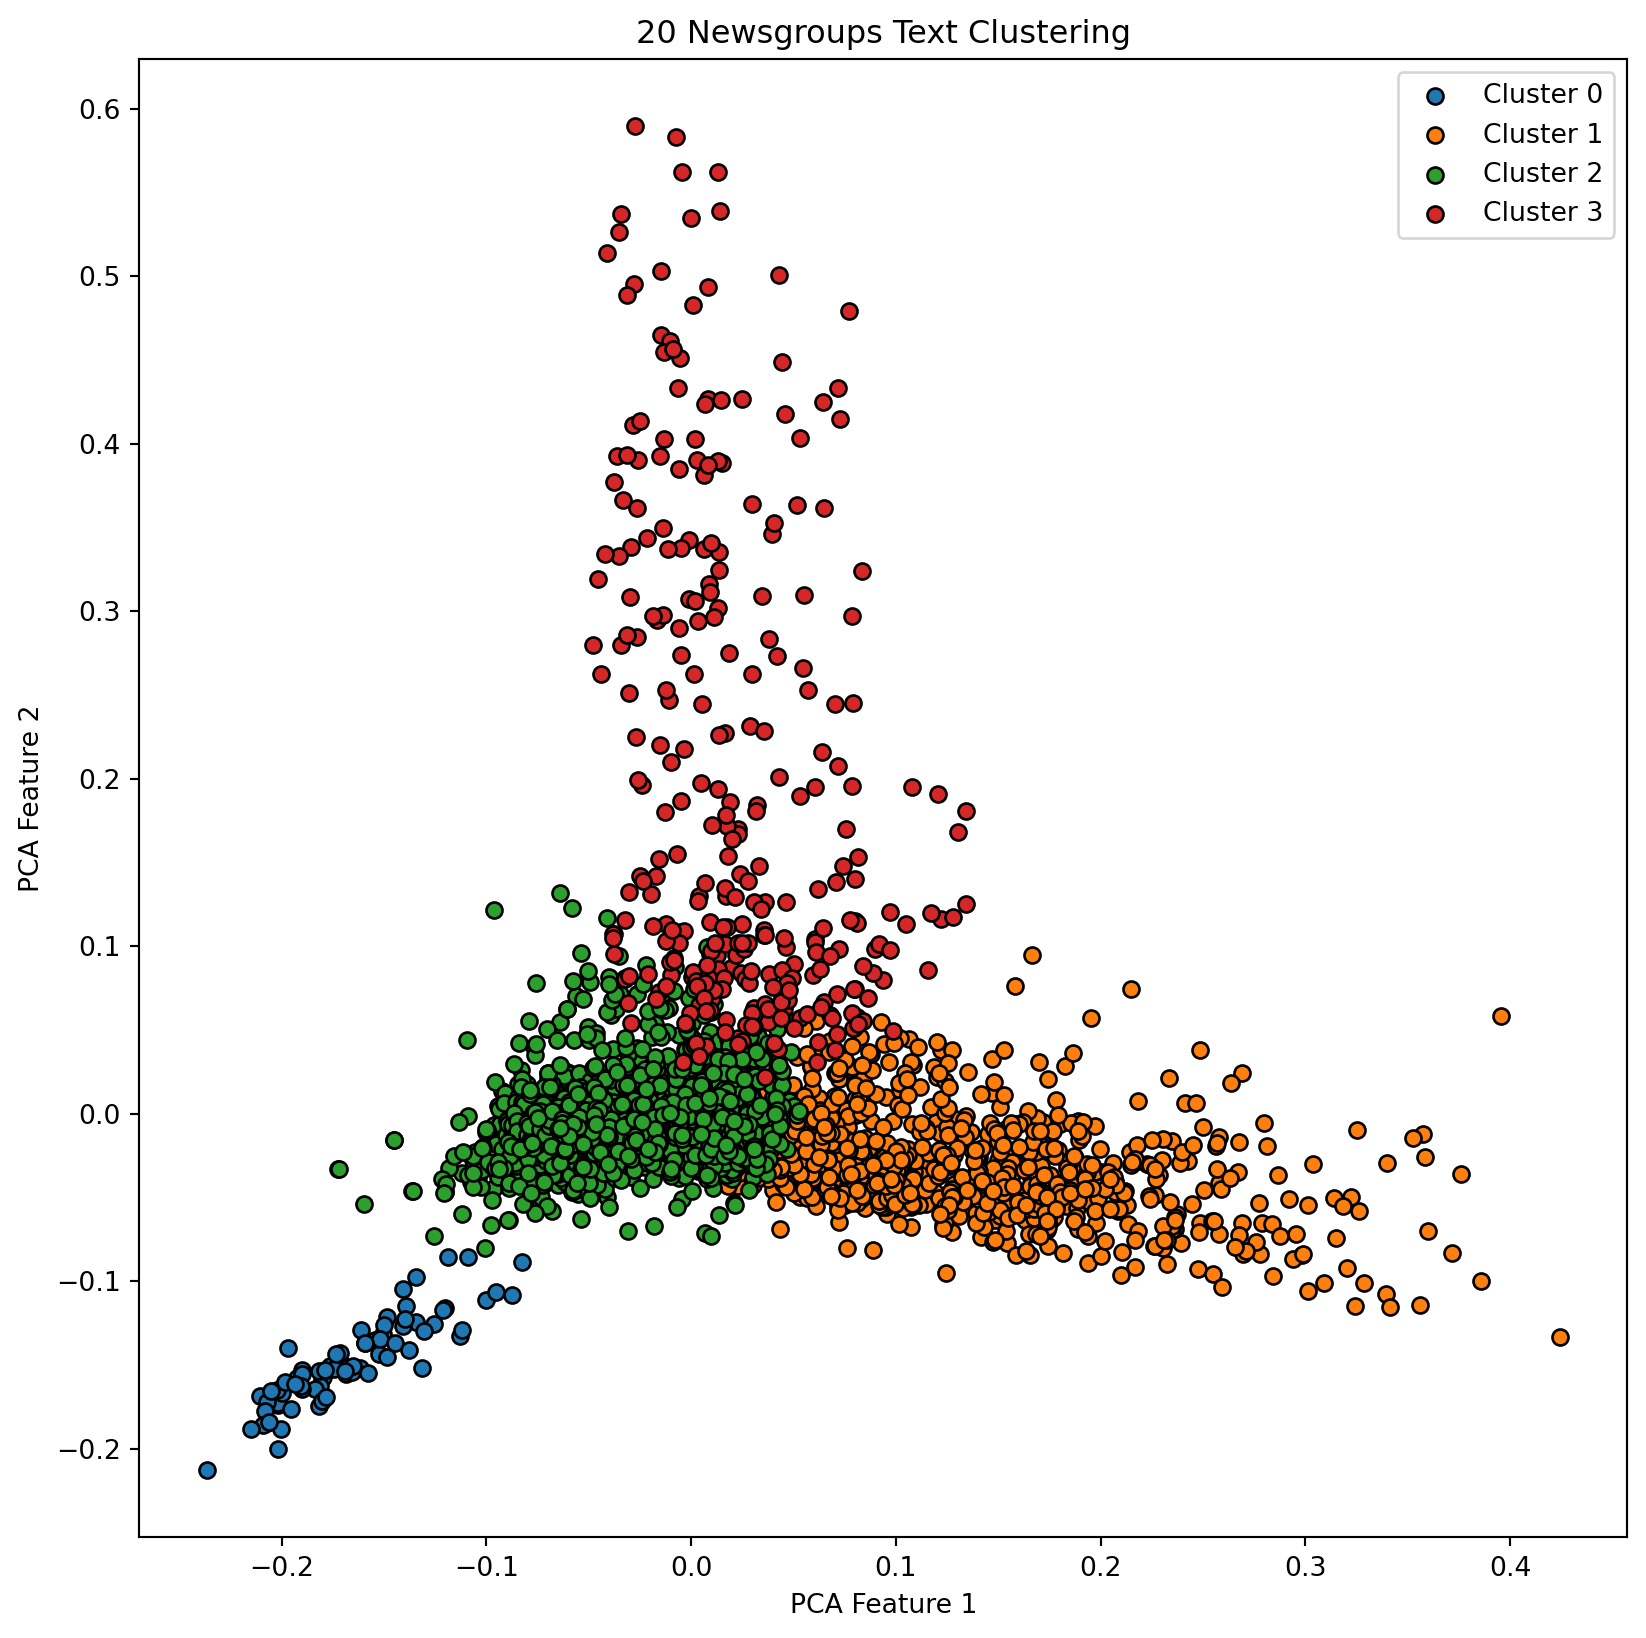 20 Newsgroups Text Clustering
Cluster 0
Cluster 1
Cluster 2
Cluster 3
0.6
0.5
0.4
0.3
0.2
0.1
0.0
−0.1
−0.2
PCA Feature 2
−0.2
−0.1
0.0
0.1
0.2
0.3
0.4
PCA Feature 1